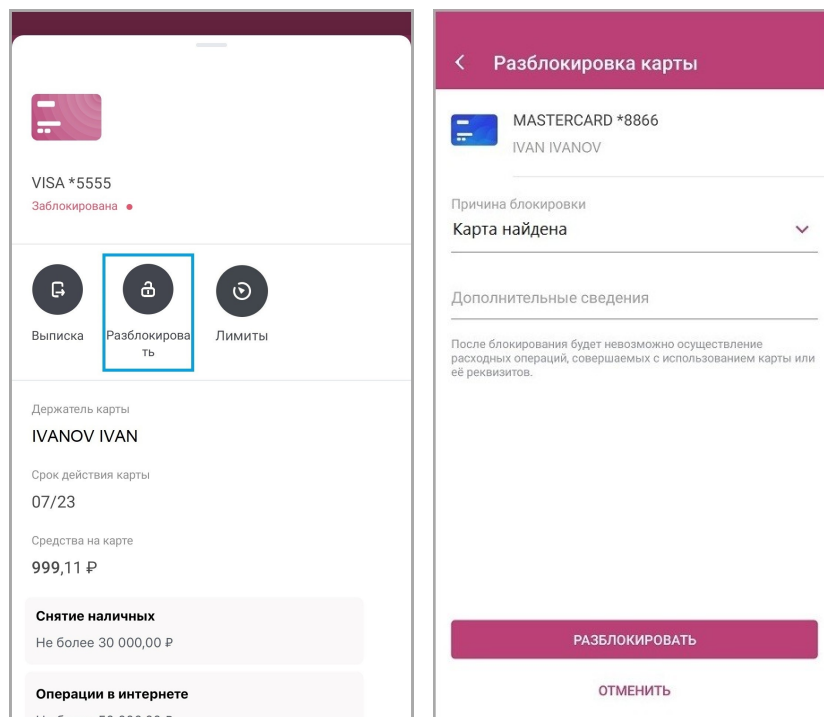 VISA *5555
Заблокирована
Выписка
Разблокирова
ть
Лимиты
Держатель карты
IVANOV IVAN
Срок действия карты
07/23
Средства на карте
999,11 ₽
Снятие наличных
Не более 30 000,00 ₽
Операции в интернете
Разблокировка карты
MASTERCARD *8866
IVAN IVANOV
Причина блокировки
Карта найдена
Дополнительные сведения
После блокирования будет невозможно осуществление
расходных операций, совершаемых с использованием карты или
её реквизитов.
РАЗБЛОКИРОВАТЬ
ОТМЕНИТЬ